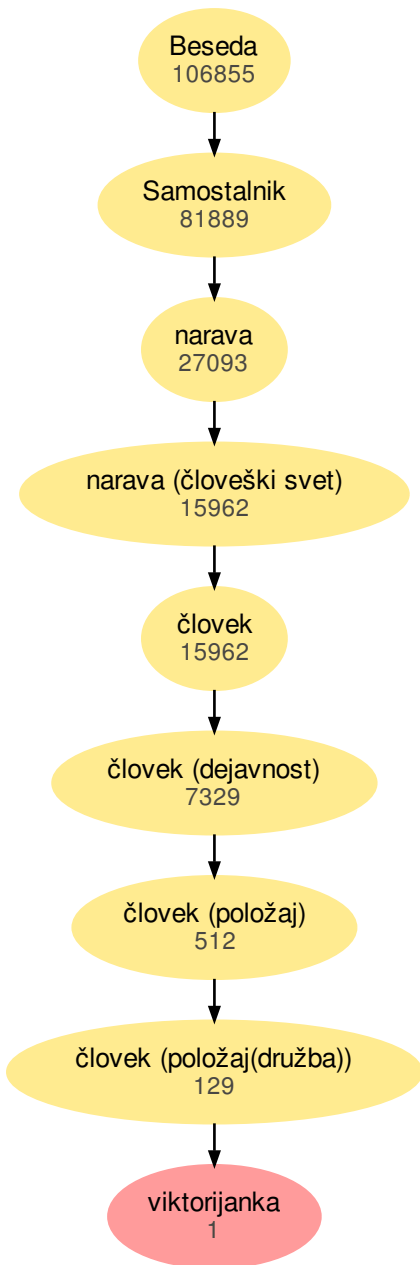 Beseda
106855
Samostalnik
81889
narava
27093
narava (človeški svet)
15962
človek
15962
človek (dejavnost)
7329
človek (položaj)
512
človek (položaj(družba))
129
viktorijanka
1